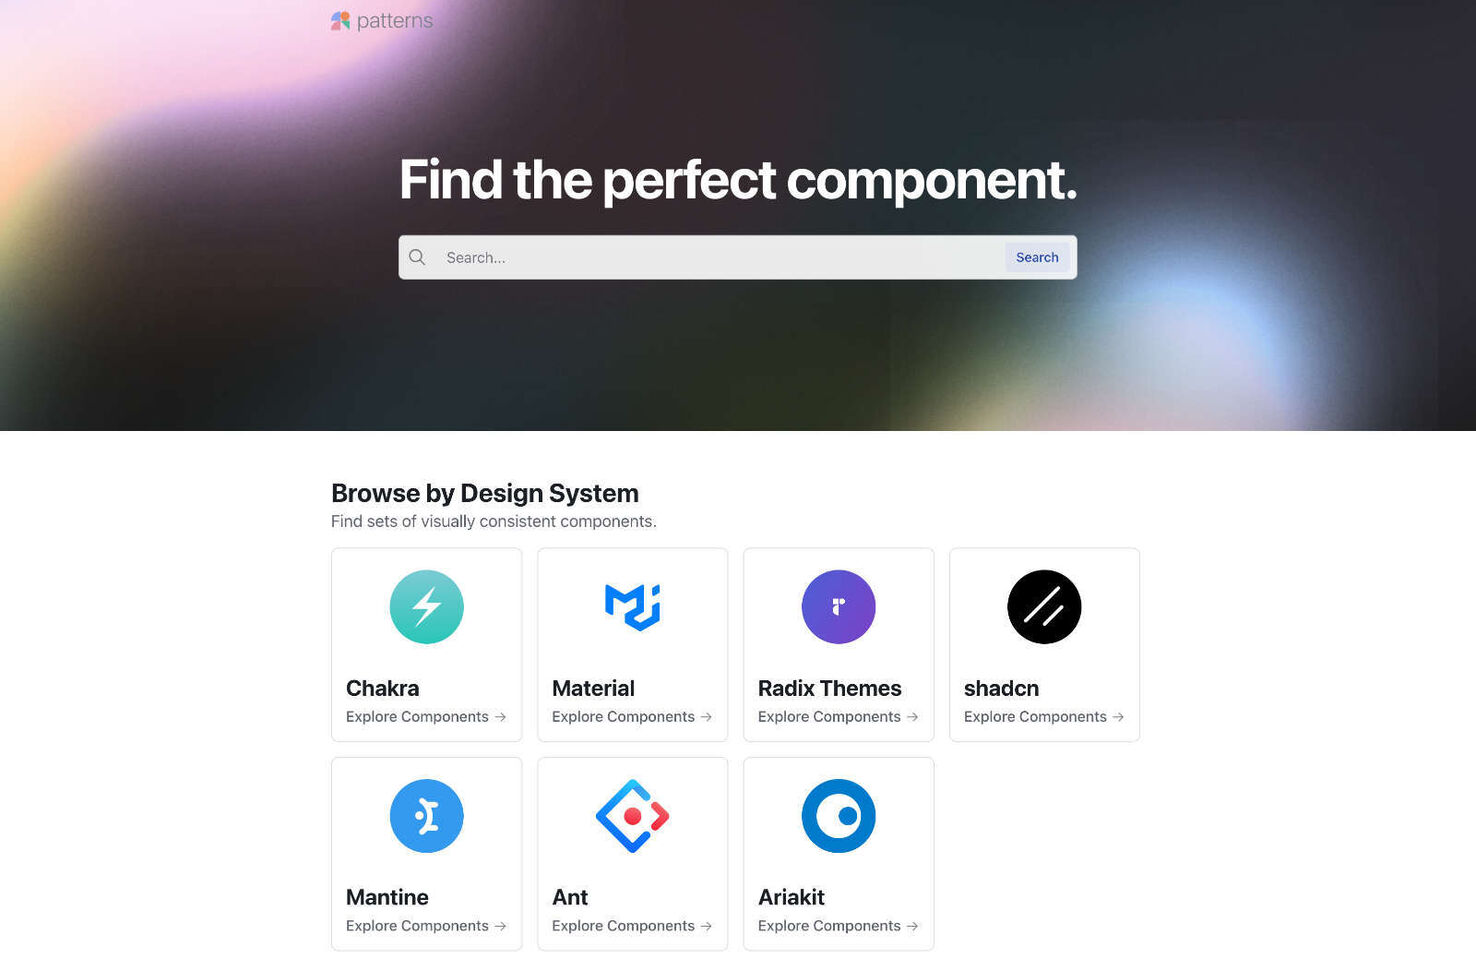 patterns
Find the perfect component.
Search...
Search
Browse by Design System
Find sets of visually consistent components.
Chakra
Explore Components →
Material
Explore Components →
Radix Themes
Explore Components →
shadcn
Explore Components →
Mantine
Explore Components →
Ant
Explore Components →
Ariakit
Explore Components →